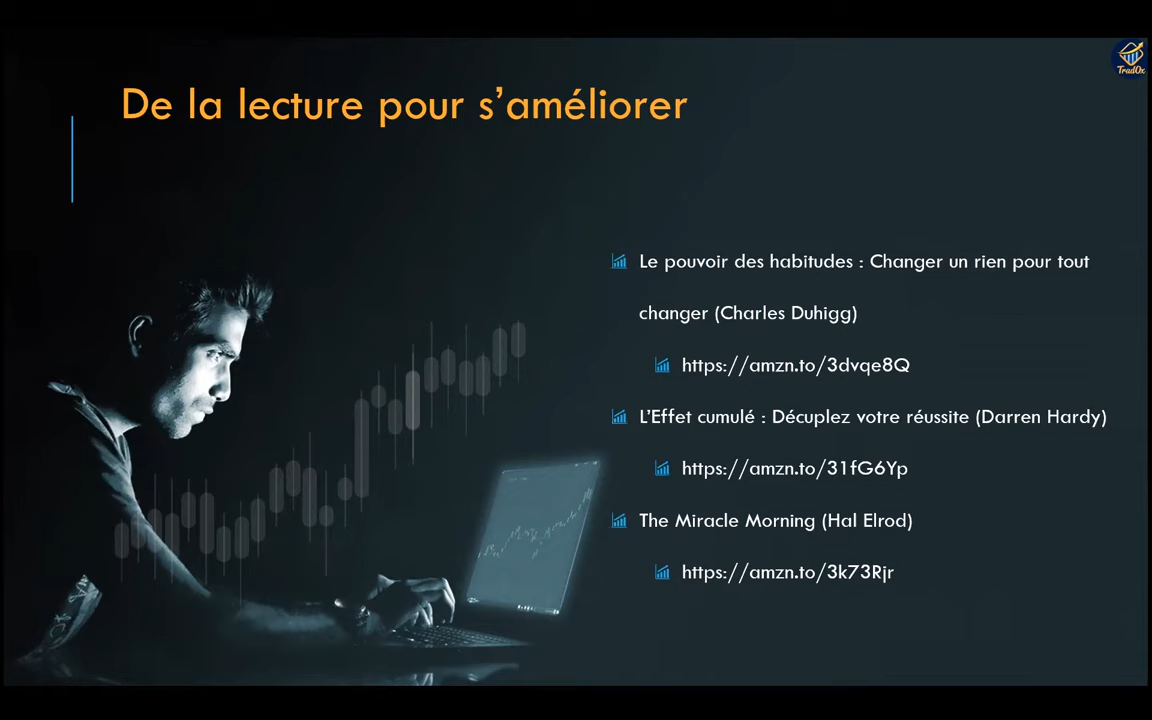 TradOx
De la lecture pour s’améliorer
Le pouvoir des habitudes : Changer un rien pour tout
changer (Charles Duhigg)
https://amzn.to/3dvqe8Q
L’Effet cumulé : Décuplez votre réussite (Darren Hardy)
https://amzn.to/31fG6Yp
The Miracle Morning (Hal Elrod)
https://amzn.to/3k73Rjr